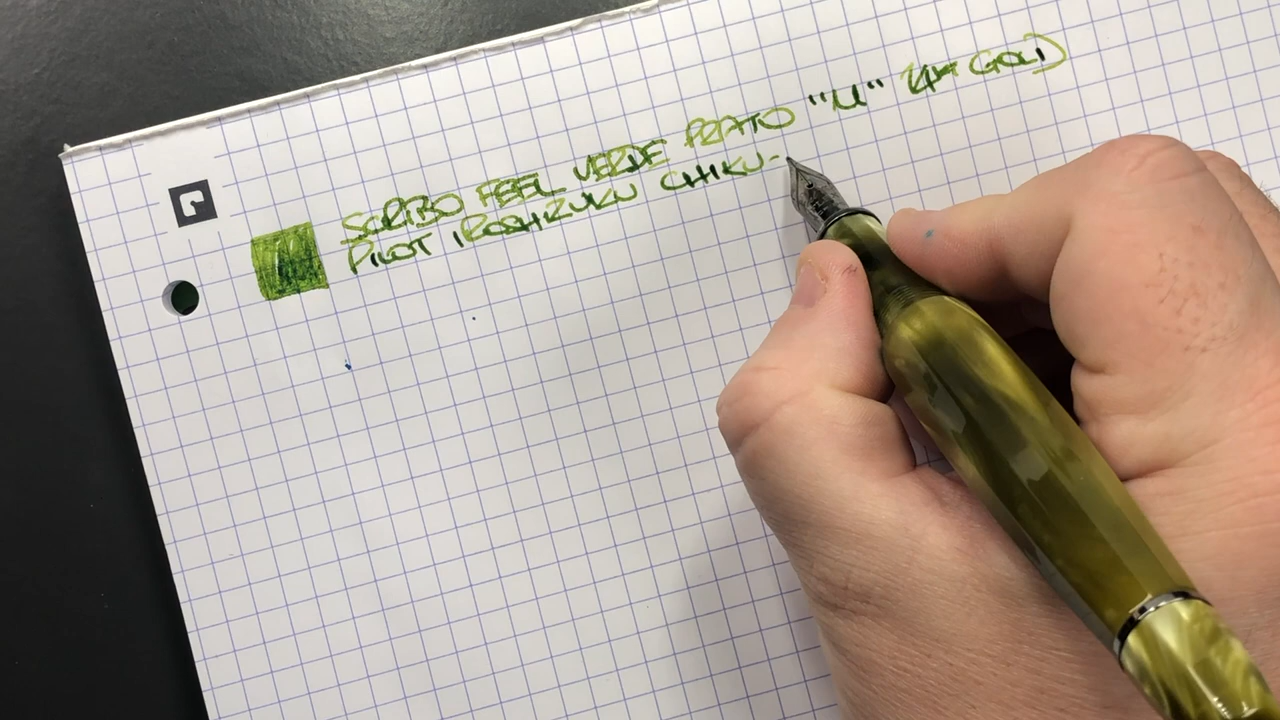 SCRIBO FEEL VERDE PRATO "M" 14K GOLD
PILOT IROSHIZUKU CHIKU-